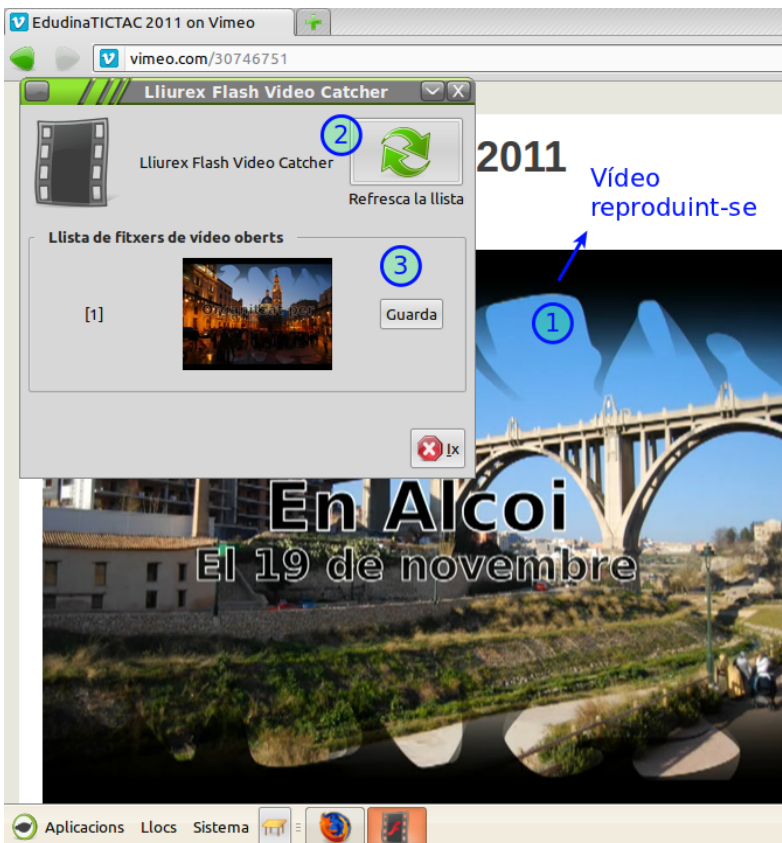 EdudinaTICTAC 2011 on Vimeo
vimeo.com/30746751
Lliurex Flash Video Catcher
2
Lliurex Flash Video Catcher
Refresca la llista
2011
Vídeo
reproduint-se
Llista de fitxers de vídeo oberts
3
[1]
Organitzat per
Guarda
1
Ix
En Alcoi
El 19 de novembre
Aplicacions Llocs Sistema